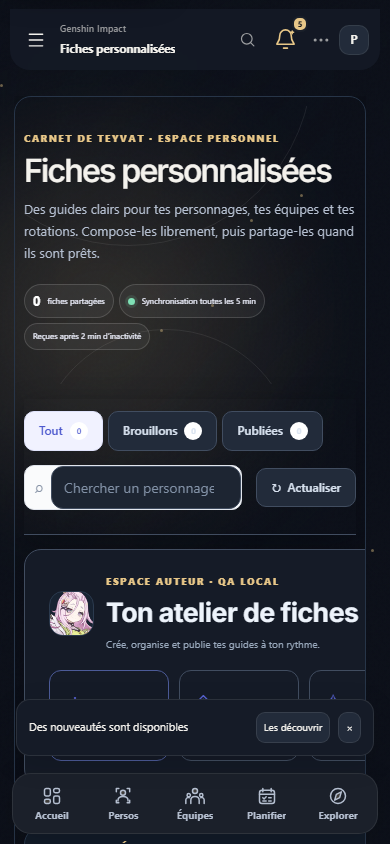 Genshin Impact
Fiches personnalisées
5
P
CARNET DE TEYVAT · ESPACE PERSONNEL
Fiches personnalisées
Des guides clairs pour tes personnages, tes équipes et tes
rotations. Compose-les librement, puis partage-les quand
ils sont prêts.
0 fiches partagées
Synchronisation toutes les 5 min
Reçues après 2 min d'inactivité
Tout 0
Brouillons 0
Publiées 0
Chercher un personnage
↻ Actualiser
ESPACE AUTEUR · QA LOCAL
Ton atelier de fiches
Crée, organise et publie tes guides à ton rythme.
Des nouveautés sont disponibles
Les découvrir
×
Accueil
Persos
Équipes
Planifier
Explorer